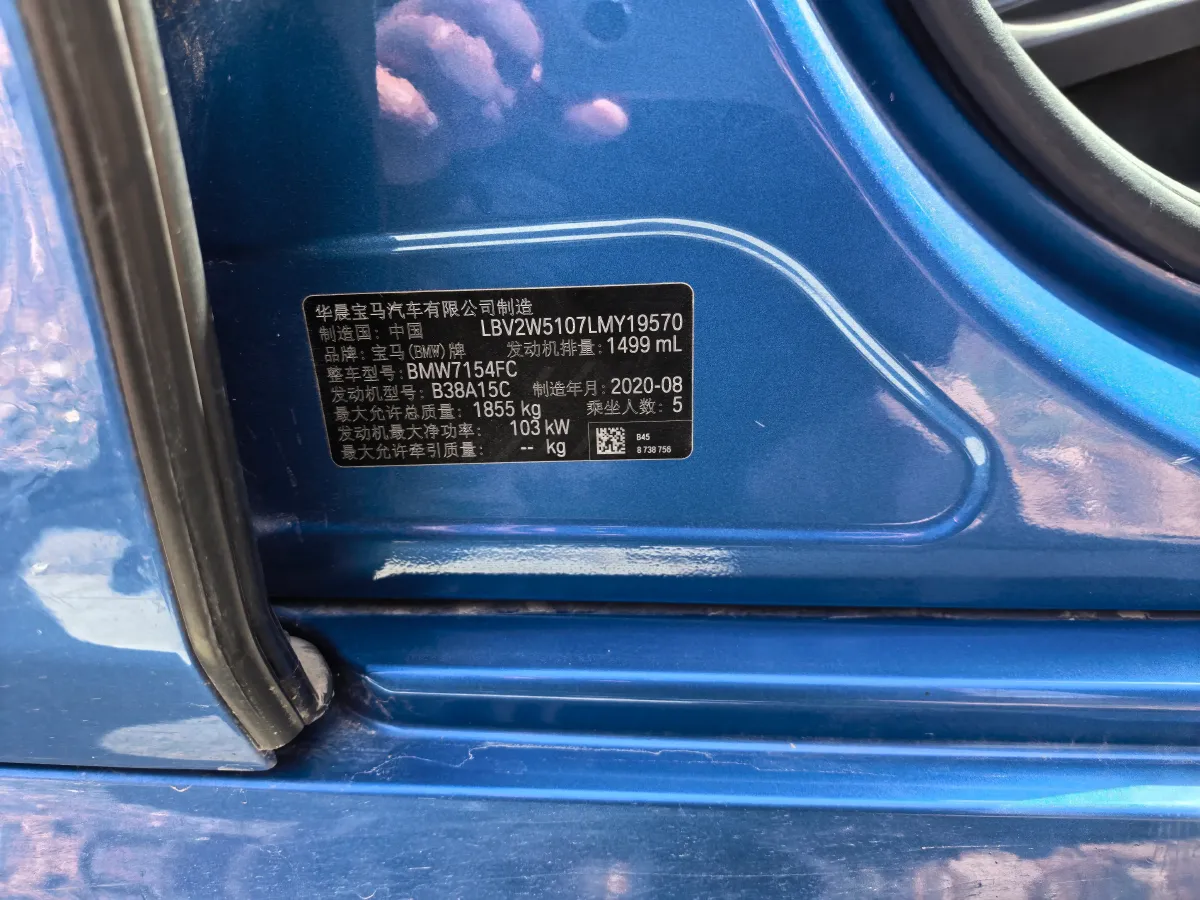 华晨宝马汽车有限公司制造
制造国：中国 LBV2W5107LMY19570
品牌：宝马(BMW)牌 发动机排量：1499 mL
整车型号：BMW7154FC
发动机型号：B38A15C 制造年月：2020-08
最大允许总质量：1855 kg 乘坐人数：5
发动机最大净功率：103 kW
最大允许牵引质量：-- kg
B45
8 738 756